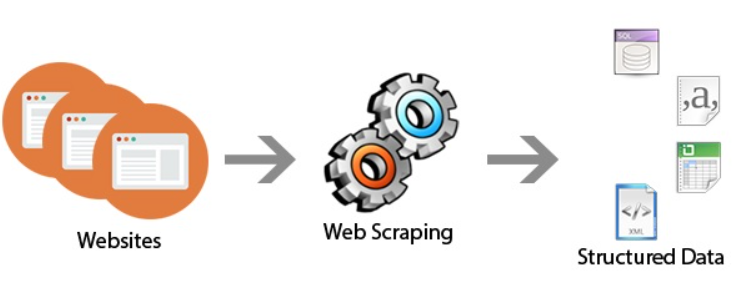 SQL
,a,
XML
Websites
Web Scraping
Structured Data